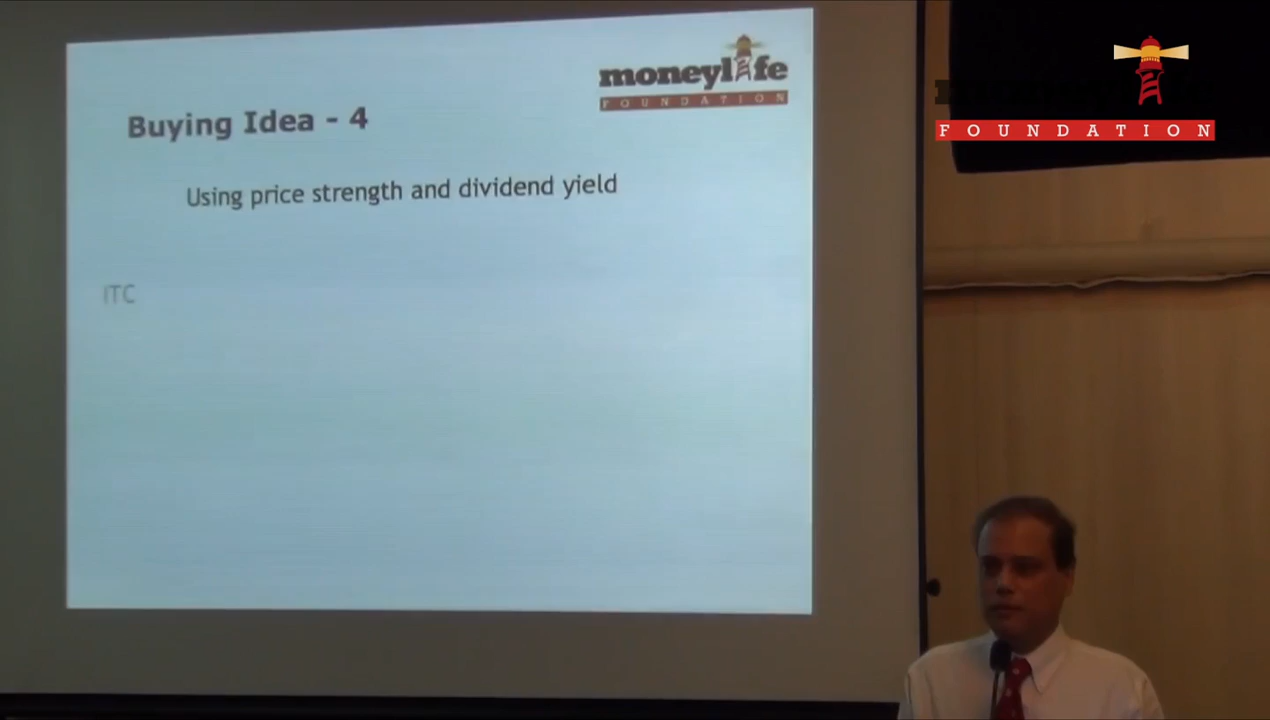 moneylife
FOUNDATION
Buying Idea - 4
Using price strength and dividend yield
ITC
FOUNDATION